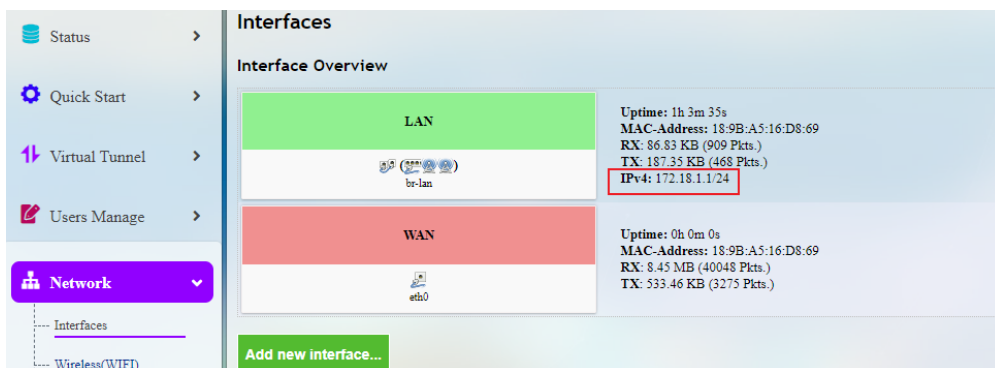 Status
Quick Start
Virtual Tunnel
Users Manage
Network
Interfaces
Wireless(WIFI)
Interfaces
Interface Overview
LAN
br-lan
Uptime: 1h 3m 35s
MAC-Address: 18:9B:A5:16:D8:69
RX: 86.83 KB (909 Pkts.)
TX: 187.35 KB (468 Pkts.)
IPv4: 172.18.1.1/24
WAN
eth0
Uptime: 0h 0m 0s
MAC-Address: 18:9B:A5:16:D8:69
RX: 8.45 MB (40048 Pkts.)
TX: 533.46 KB (3275 Pkts.)
Add new interface...